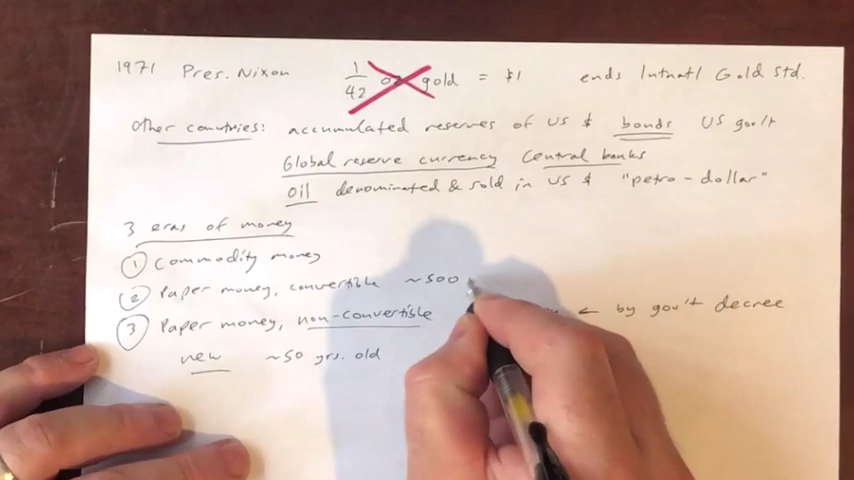 1971 Pres. Nixon 1/42 oz gold = $1 ends Intnatl Gold Std.
Other countries: accumulated reserves of US $ bonds US gov't
Global reserve currency Central banks
Oil denominated & sold in US $ "petro-dollar"
3 eras of money
① Commodity money
② Paper money, convertible ~500
③ Paper money, non-convertible ← by gov't decree
new ~50 yrs. old